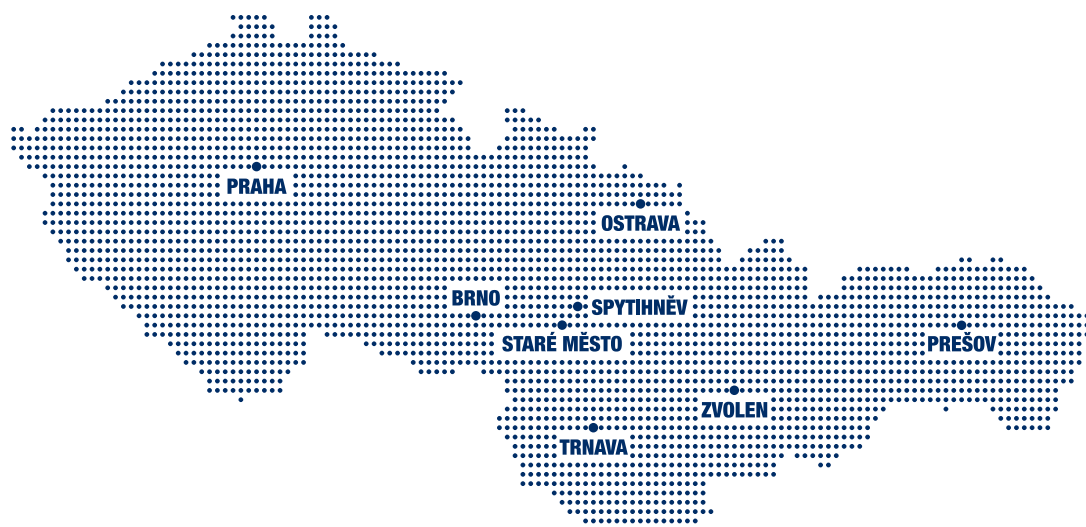 PRAHA
OSTRAVA
BRNO
SPYTIHNĚV
STARÉ MĚSTO
PREŠOV
ZVOLEN
TRNAVA